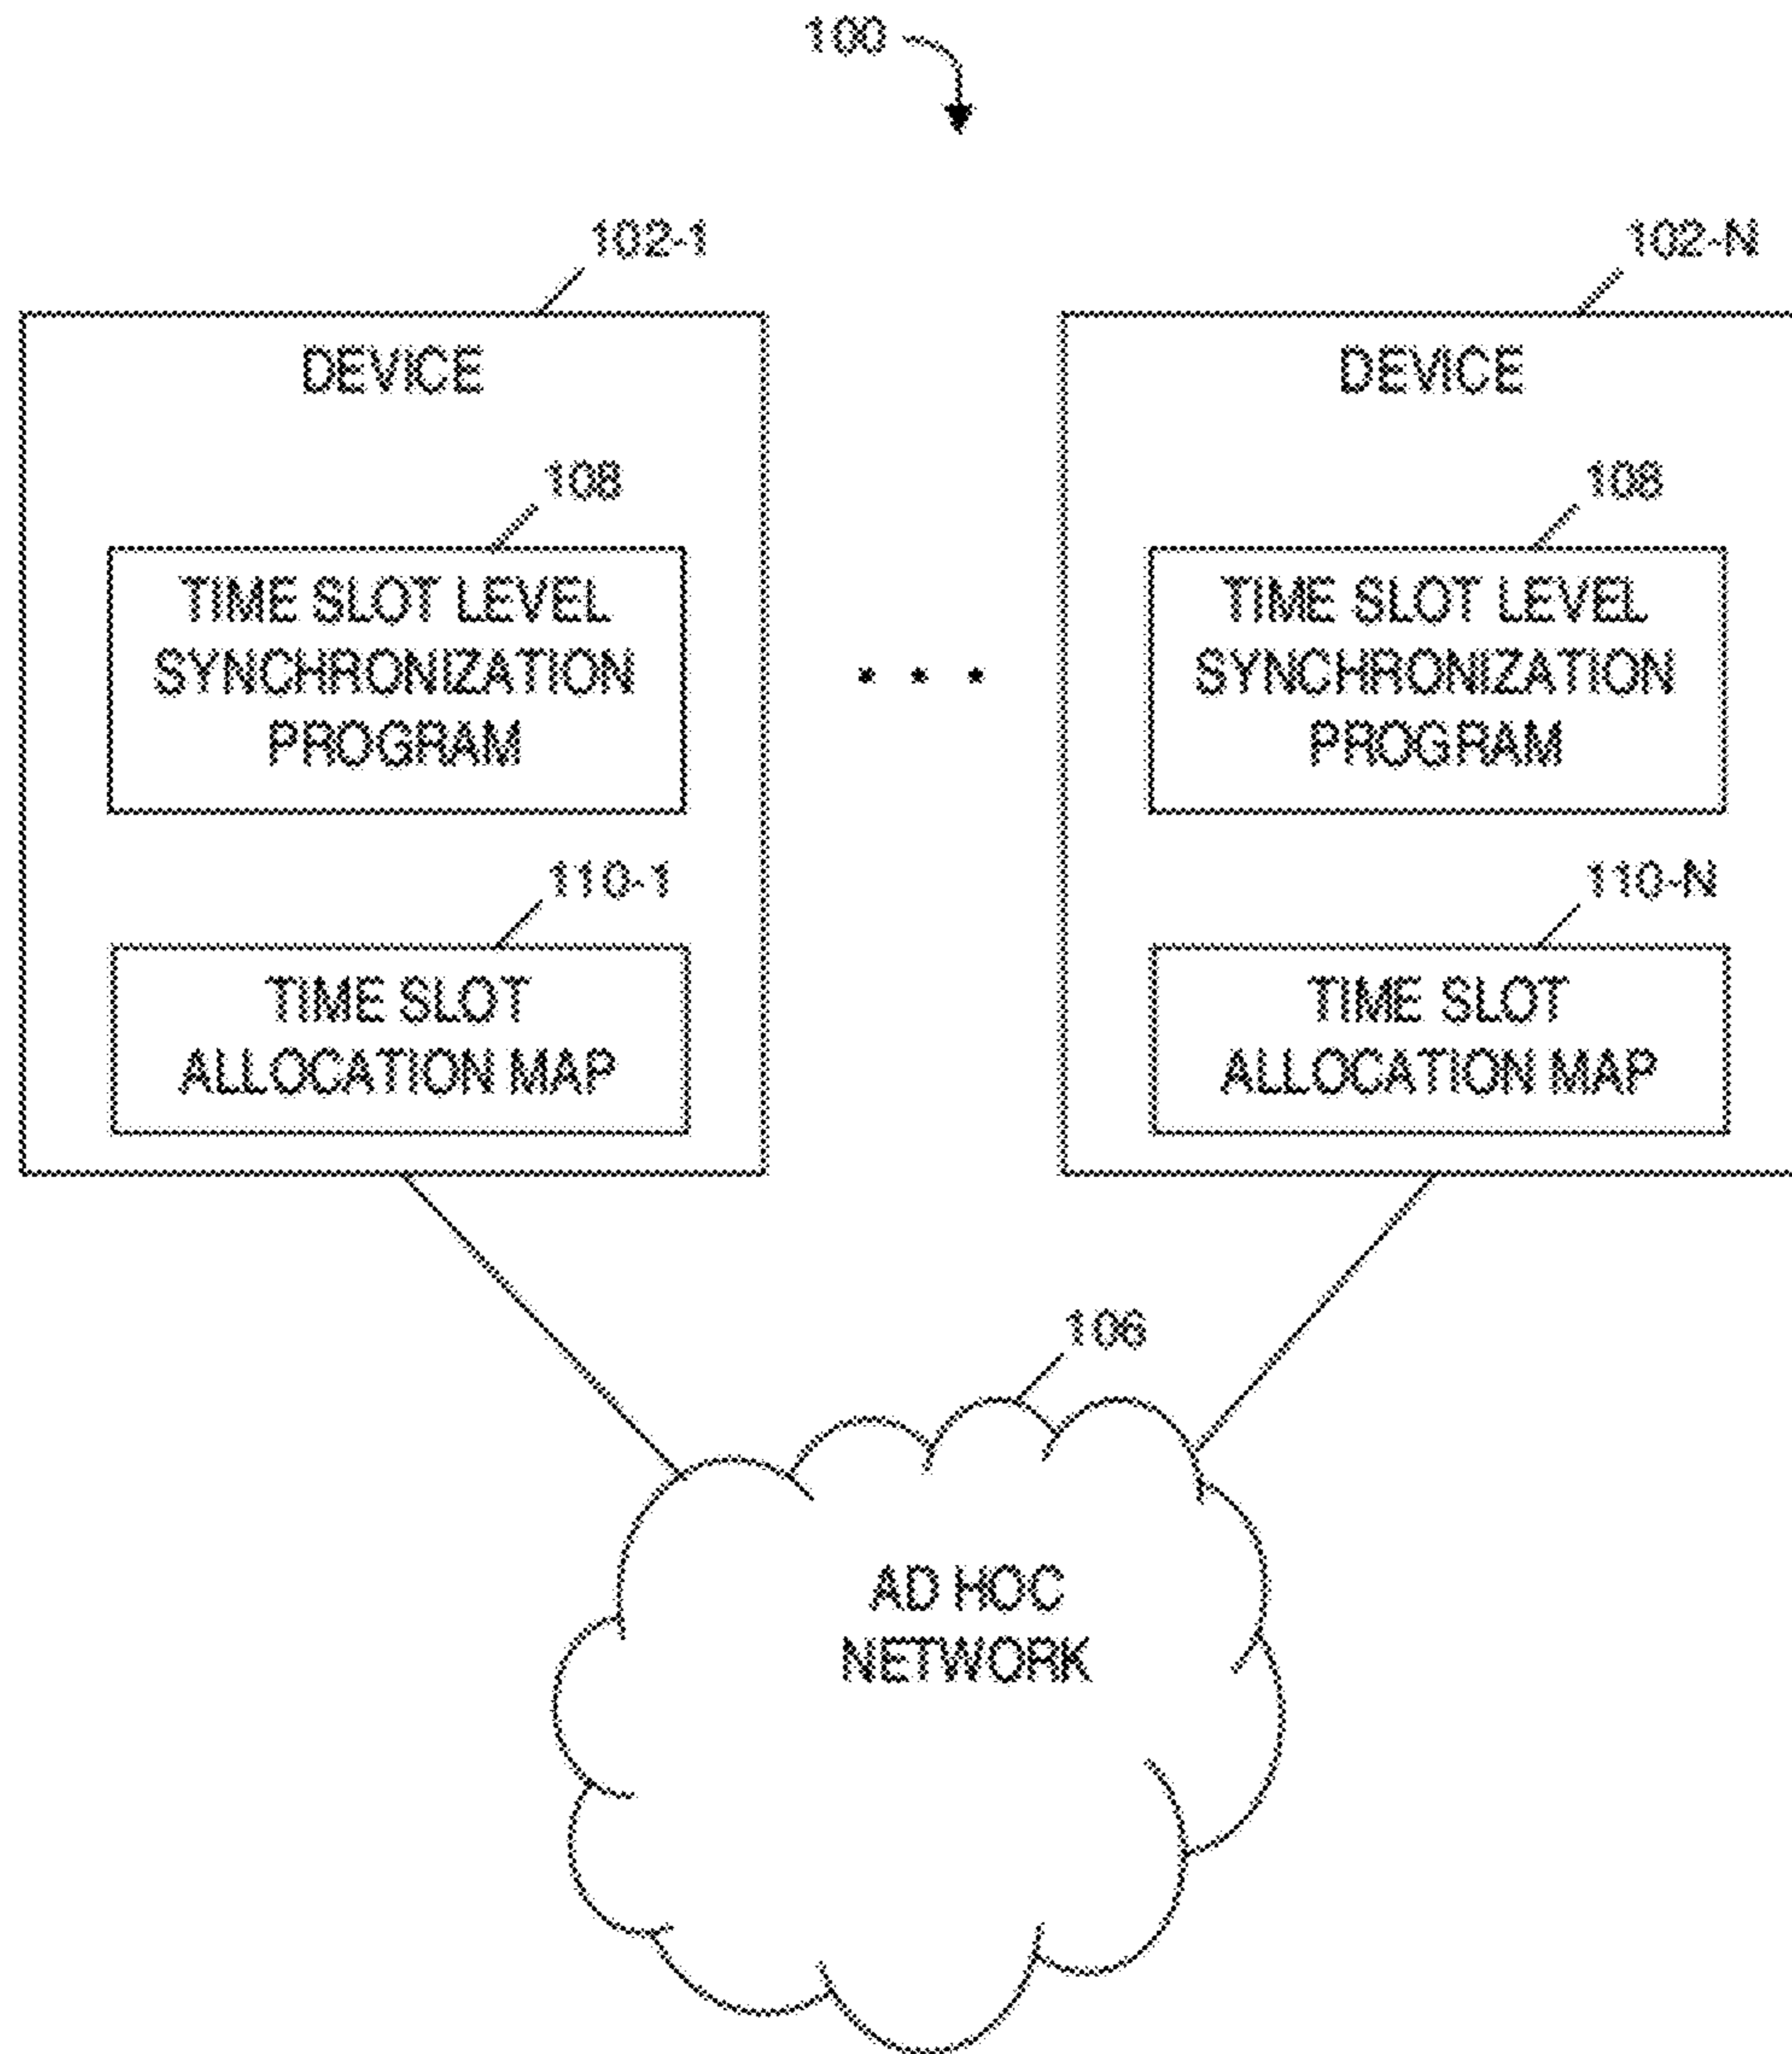 100
102-1
102-N
DEVICE
DEVICE
108
108
TIME SLOT LEVEL
SYNCHRONIZATION
PROGRAM
TIME SLOT LEVEL
SYNCHRONIZATION
PROGRAM
110-1
110-N
TIME SLOT
ALLOCATION MAP
TIME SLOT
ALLOCATION MAP
106
AD HOC
NETWORK